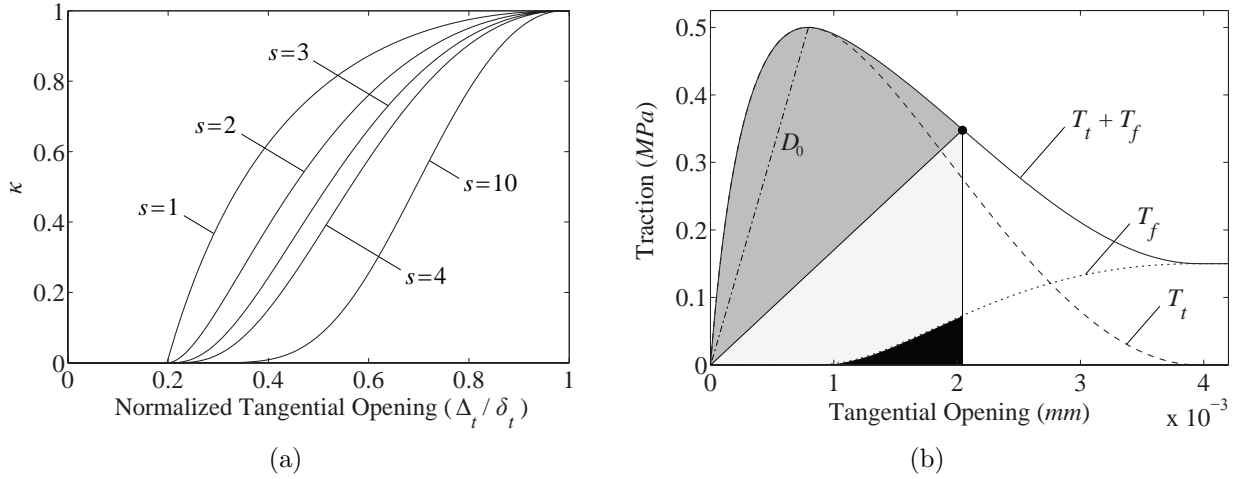 1
0.8
0.6
0.4
0.2
0
κ
s=1
s=2
s=3
s=4
s=10
0 0.2 0.4 0.6 0.8 1
Normalized Tangential Opening (Δt / δt)
(a)
0.5
0.4
0.3
0.2
0.1
0
Traction (MPa)
D0
Tt + Tf
Tf
Tt
0 1 2 3 4
Tangential Opening (mm)
x 10⁻³
(b)